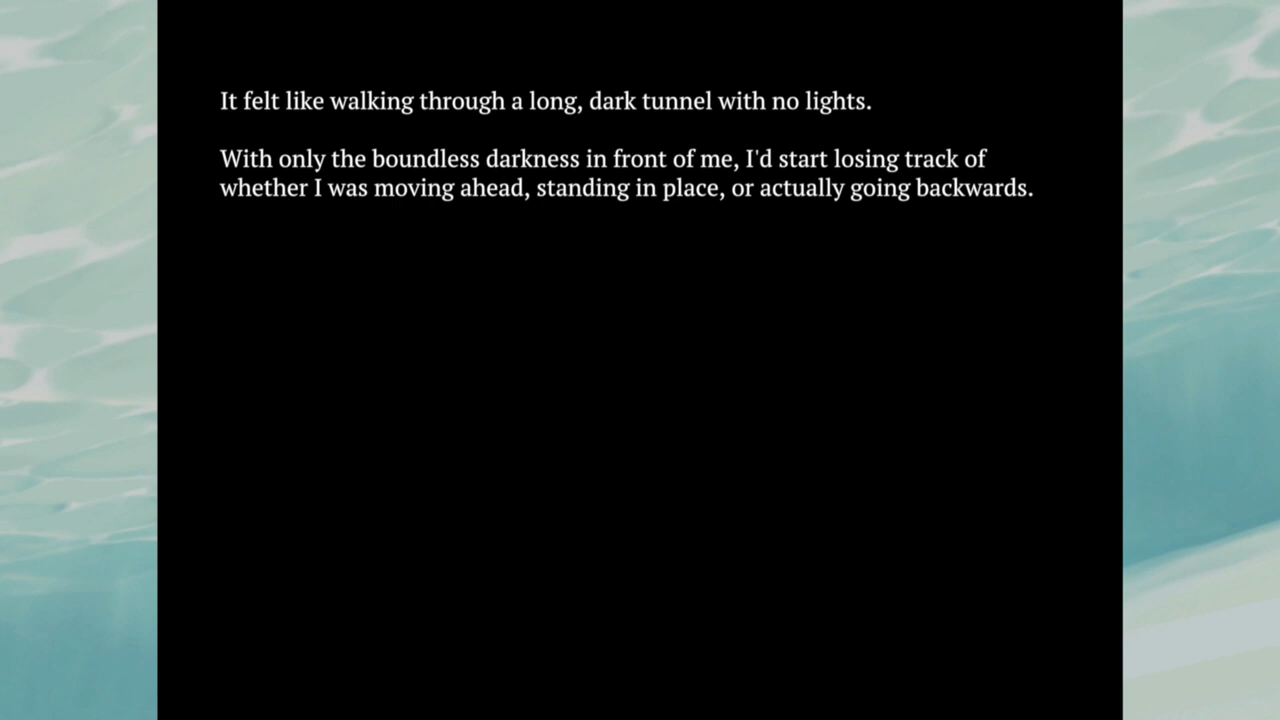 It felt like walking through a long, dark tunnel with no lights.
With only the boundless darkness in front of me, I'd start losing track of
whether I was moving ahead, standing in place, or actually going backwards.